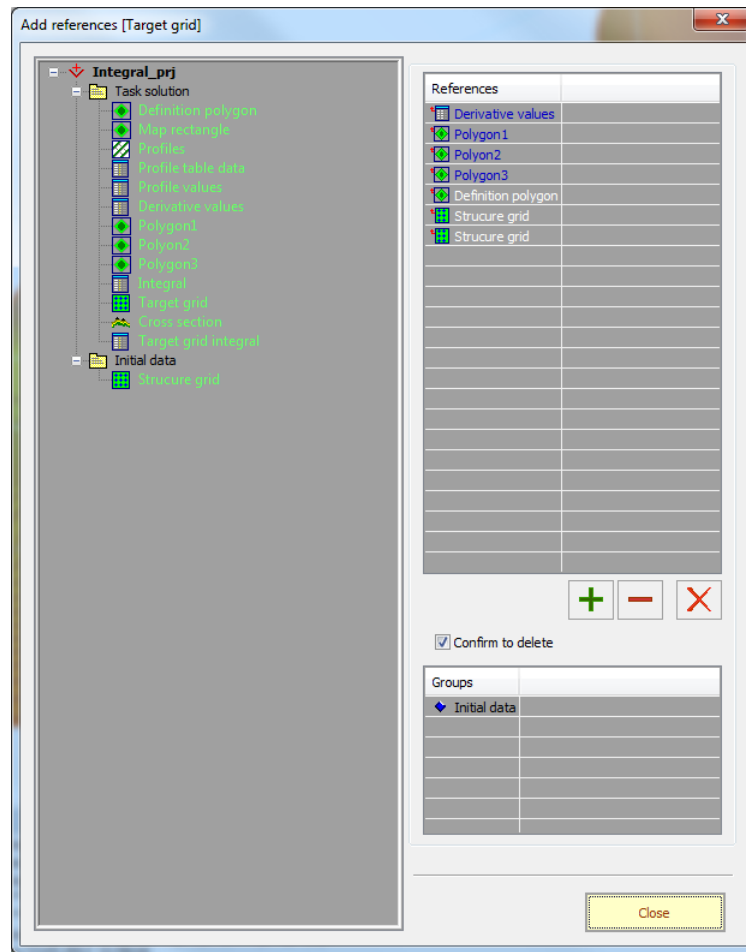 Add references [Target grid]
Integral_prj
Task solution
Definition polygon
Map rectangle
Profiles
Profile table data
Profile values
Derivative values
Polygon1
Polyon2
Polygon3
Integral
Target grid
Cross section
Target grid integral
Initial data
Strucure grid
References
Derivative values
Polygon1
Polyon2
Polygon3
Definition polygon
Strucure grid
Strucure grid
Confirm to delete
Groups
Initial data
Close